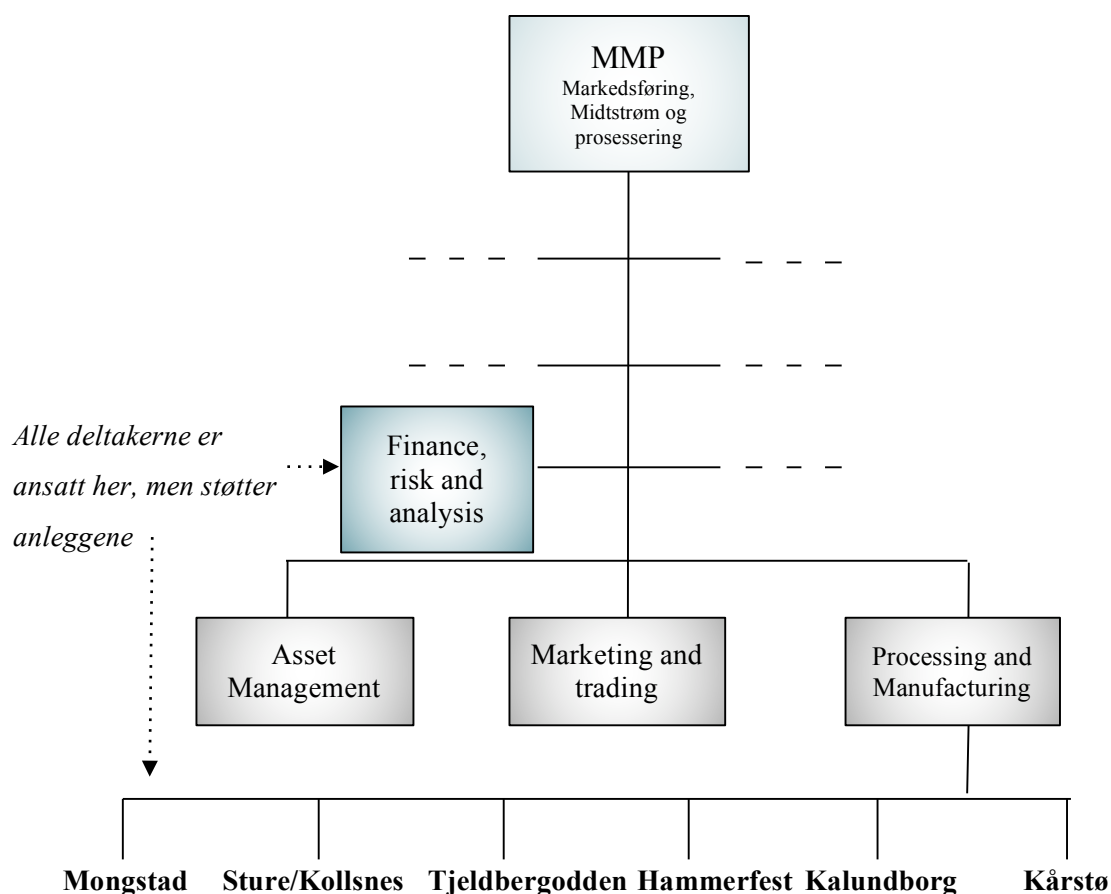 MMP
Markedsføring,
Midtstrøm og
prosessering
Alle deltakerne er
ansatt her, men støtter
anleggene
Finance,
risk and
analysis
Asset
Management
Marketing and
trading
Processing and
Manufacturing
Mongstad Sture/Kollsnes Tjeldbergodden Hammerfest Kalundborg Kårstø